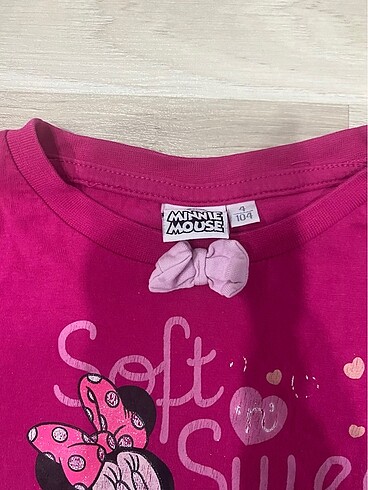 MINNIE
MOUSE
4
104
Soft
'n'
Swee